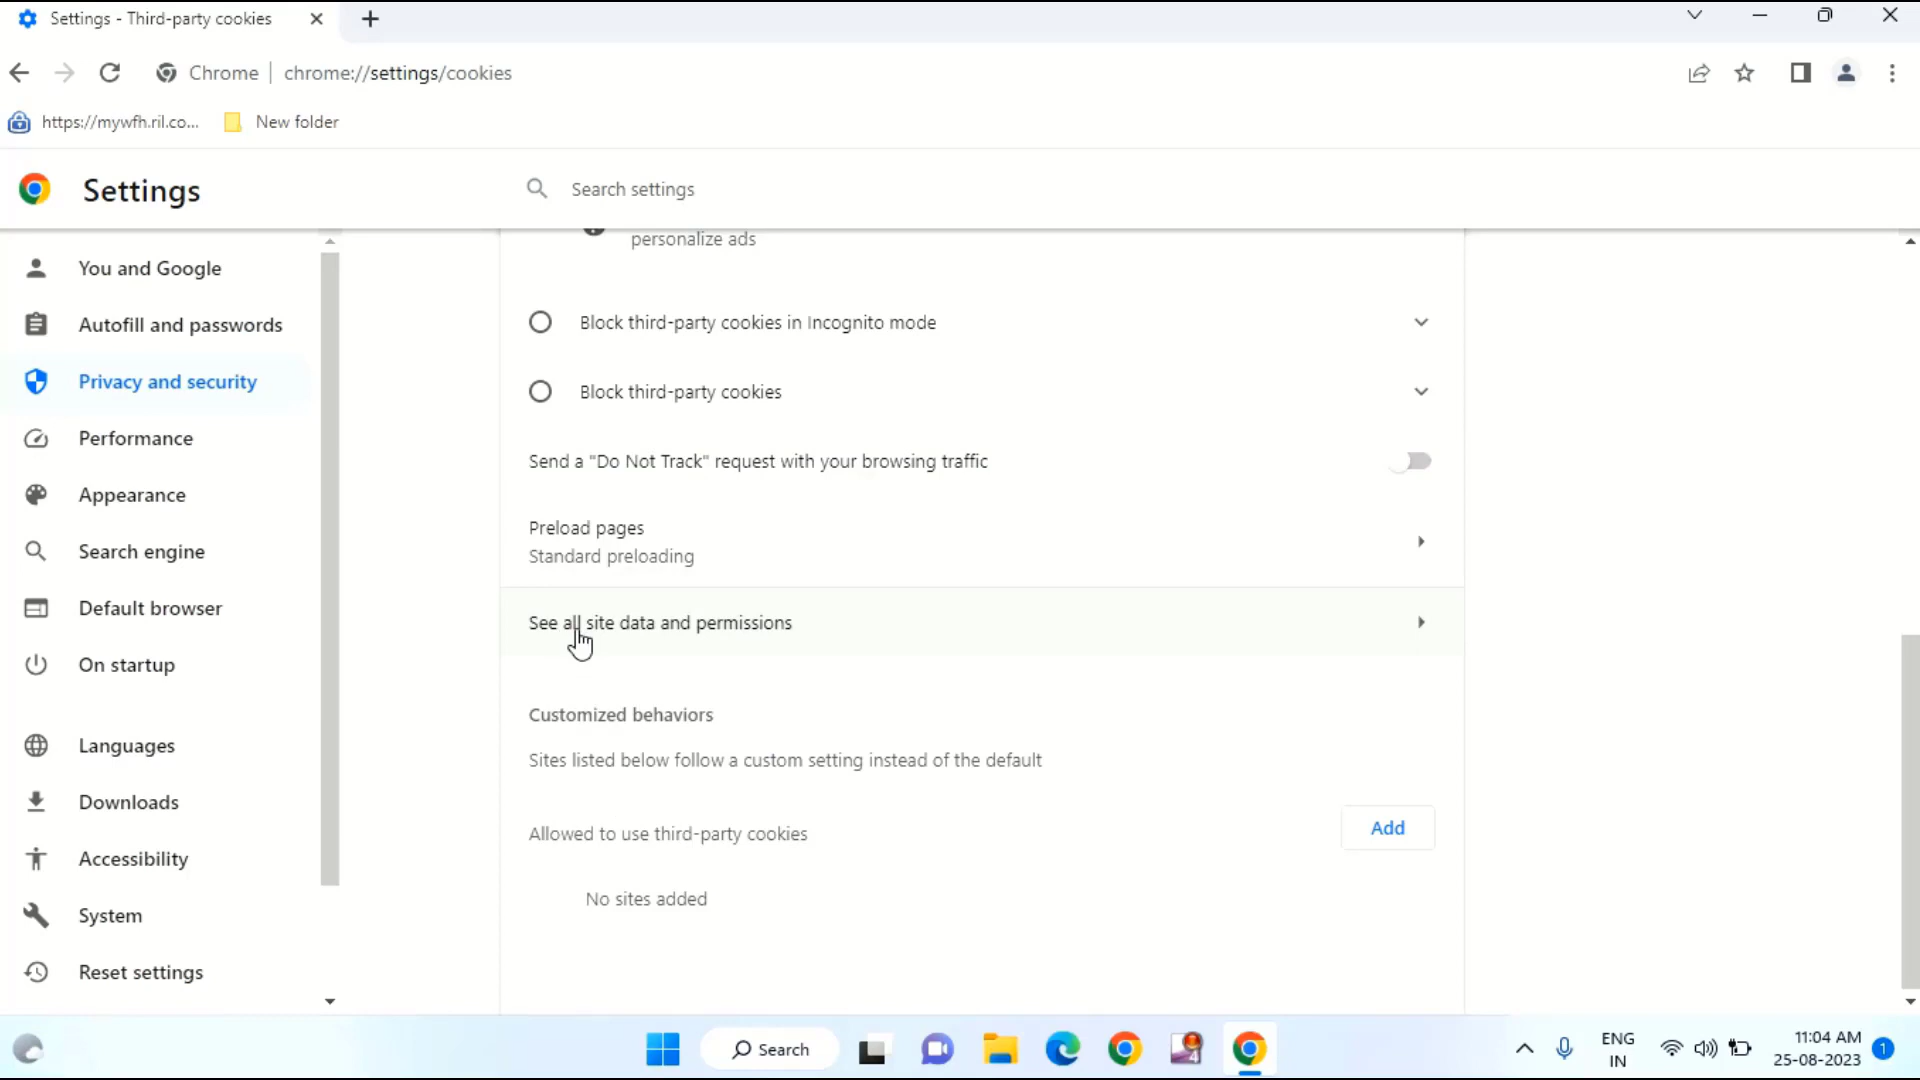 Settings - Third-party cookies
Chrome chrome://settings/cookies
https://mywfh.ril.co... New folder
Settings
Search settings
You and Google
Autofill and passwords
Privacy and security
Performance
Appearance
Search engine
Default browser
On startup
Languages
Downloads
Accessibility
System
Reset settings
personalize ads
Block third-party cookies in Incognito mode
Block third-party cookies
Send a "Do Not Track" request with your browsing traffic
Preload pages
Standard preloading
See all site data and permissions
Customized behaviors
Sites listed below follow a custom setting instead of the default
Allowed to use third-party cookies
Add
No sites added
Search
4
ENG
IN
11:04 AM
25-08-2023
1